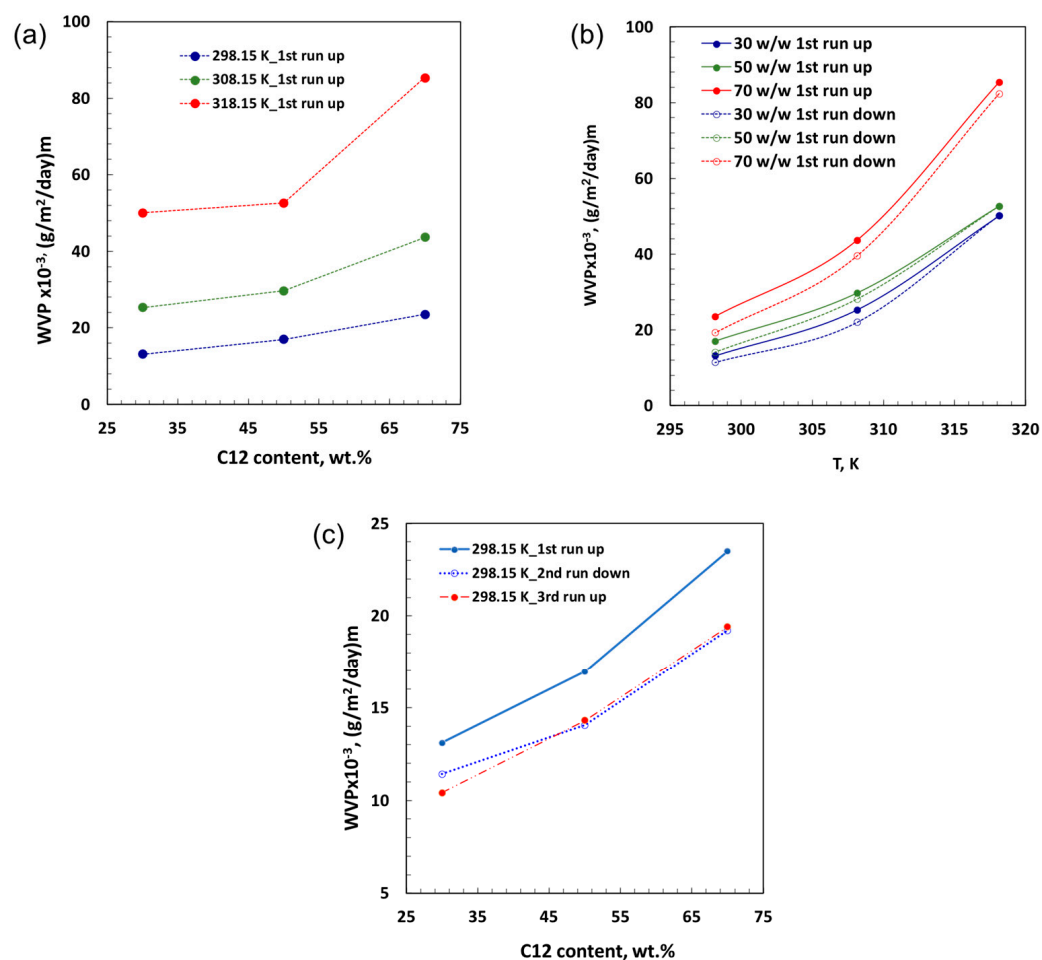 (a)
100
80
60
40
20
0
WVP x10⁻³, (g/m²/day)m
298.15 K_1st run up
308.15 K_1st run up
318.15 K_1st run up
25 35 45 55 65 75
C12 content, wt.%
(b)
100
80
60
40
20
0
WVPx10⁻³, (g/m²/day)m
30 w/w 1st run up
50 w/w 1st run up
70 w/w 1st run up
30 w/w 1st run down
50 w/w 1st run down
70 w/w 1st run down
295 300 305 310 315 320
T, K
(c)
25
20
15
10
5
WVPx10⁻³, (g/m²/day)m
298.15 K_1st run up
298.15 K_2nd run down
298.15 K_3rd run up
25 35 45 55 65 75
C12 content, wt.%